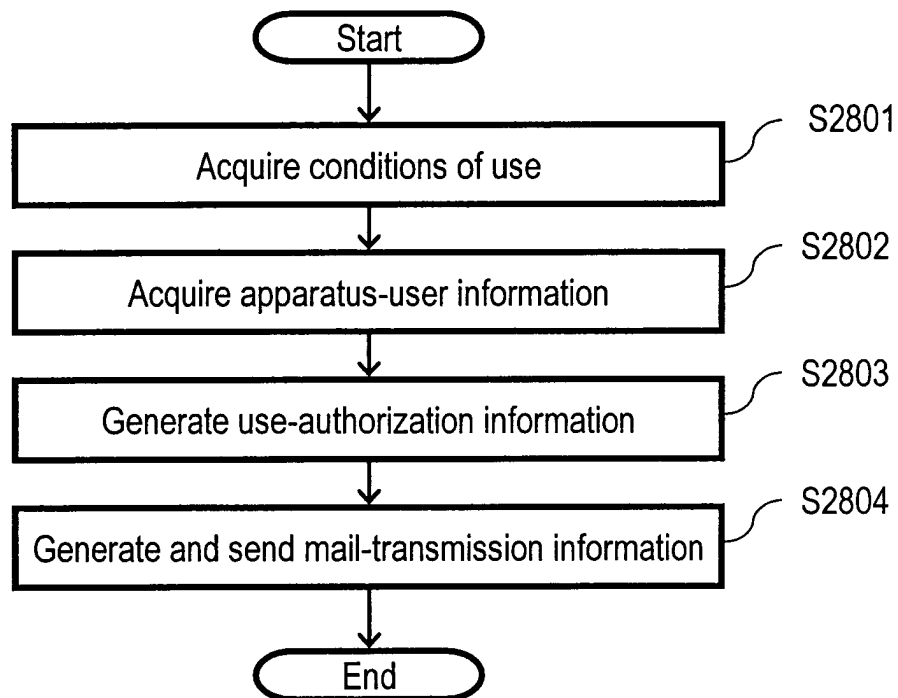 Start
S2801
Acquire conditions of use
S2802
Acquire apparatus-user information
S2803
Generate use-authorization information
S2804
Generate and send mail-transmission information
End